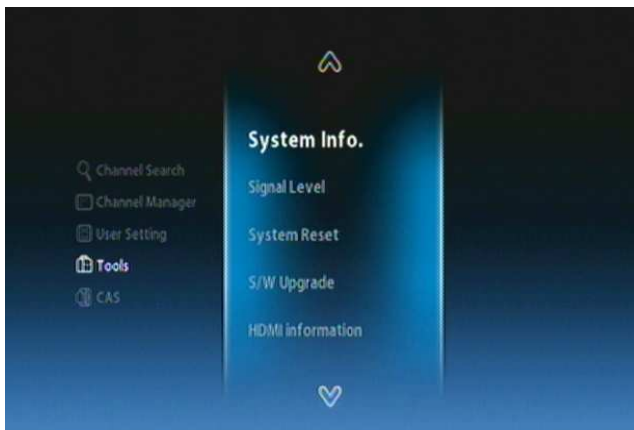 Channel Search
Channel Manager
User Setting
Tools
CAS
System Info.
Signal Level
System Reset
S/W Upgrade
HDMI information